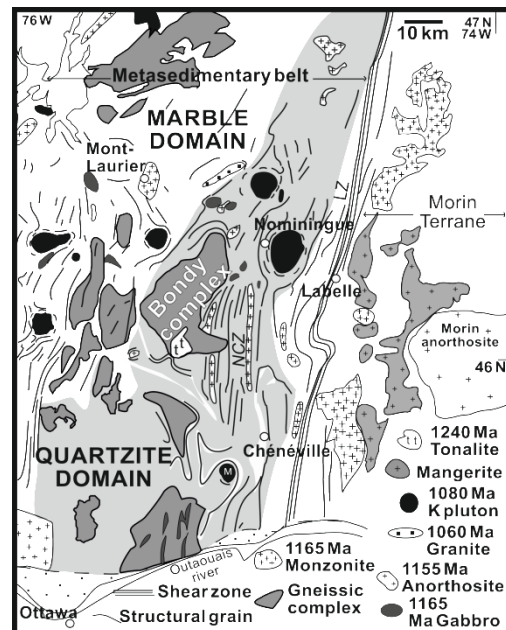 76 W
10 km
47 N
74 W
Metasedimentary belt
MARBLE
DOMAIN
Mont-
Laurier
LZ
Nominingue
Morin
Terrane
Labelle
Bondy
complex
t t
NCZ
Morin
anorthosite
46 N
Chénéville
QUARTZITE
DOMAIN
M
t t
1240 Ma
Tonalite
Mangerite
1080 Ma
K pluton
1060 Ma
Granite
Outaouais
river
1165 Ma
Monzonite
1155 Ma
Anorthosite
Shear zone
Gneissic
complex
1165
Ma Gabbro
Ottawa
Structural grain